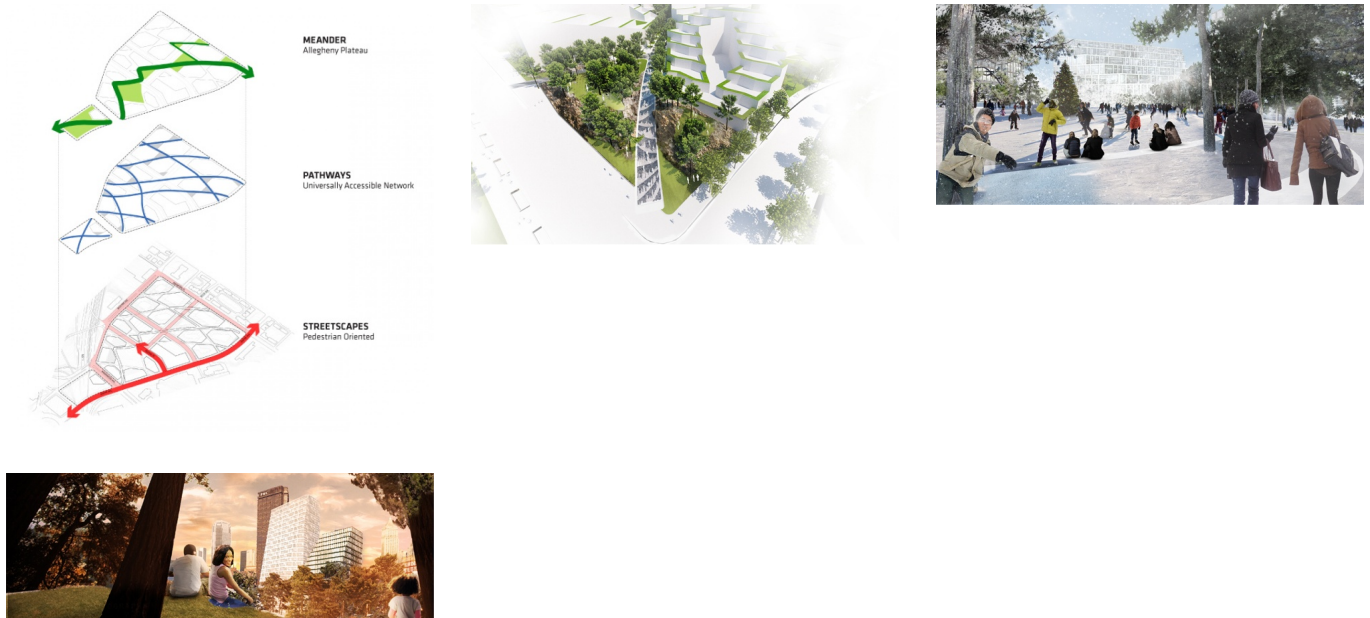 MEANDER
Allegheny Plateau
PATHWAYS
Universally Accessible Network
STREETSCAPES
Pedestrian Oriented